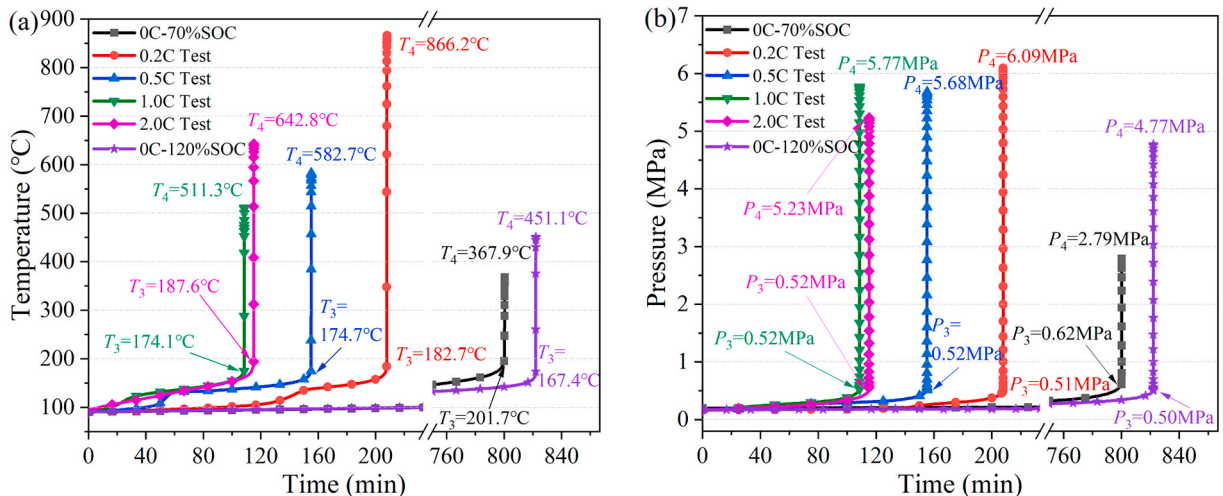 (a)
900
800
700
600
500
400
300
200
100
Temperature (°C)
0C-70%SOC
0.2C Test
0.5C Test
1.0C Test
2.0C Test
0C-120%SOC
T4=866.2°C
T4=642.8°C
T4=582.7°C
T4=511.3°C
T4=451.1°C
T4=367.9°C
T3=187.6°C
T3=
174.7°C
T3=174.1°C
T3=182.7°C
T3=
167.4°C
T3=201.7°C
0 40 80 120 160 200 760 800 840
Time (min)
(b)
7
6
5
4
3
2
1
0
Pressure (MPa)
0C-70%SOC
0.2C Test
0.5C Test
1.0C Test
2.0C Test
0C-120%SOC
P4=6.09MPa
P4=5.77MPa
P4=5.68MPa
P4=4.77MPa
P4=5.23MPa
P4=2.79MPa
P3=0.52MPa
P3=0.52MPa
P3=
0.52MPa
P3=0.62MPa
P3=0.51MPa
P3=0.50MPa
0 50 100 150 200 760 800 840
Time (min)